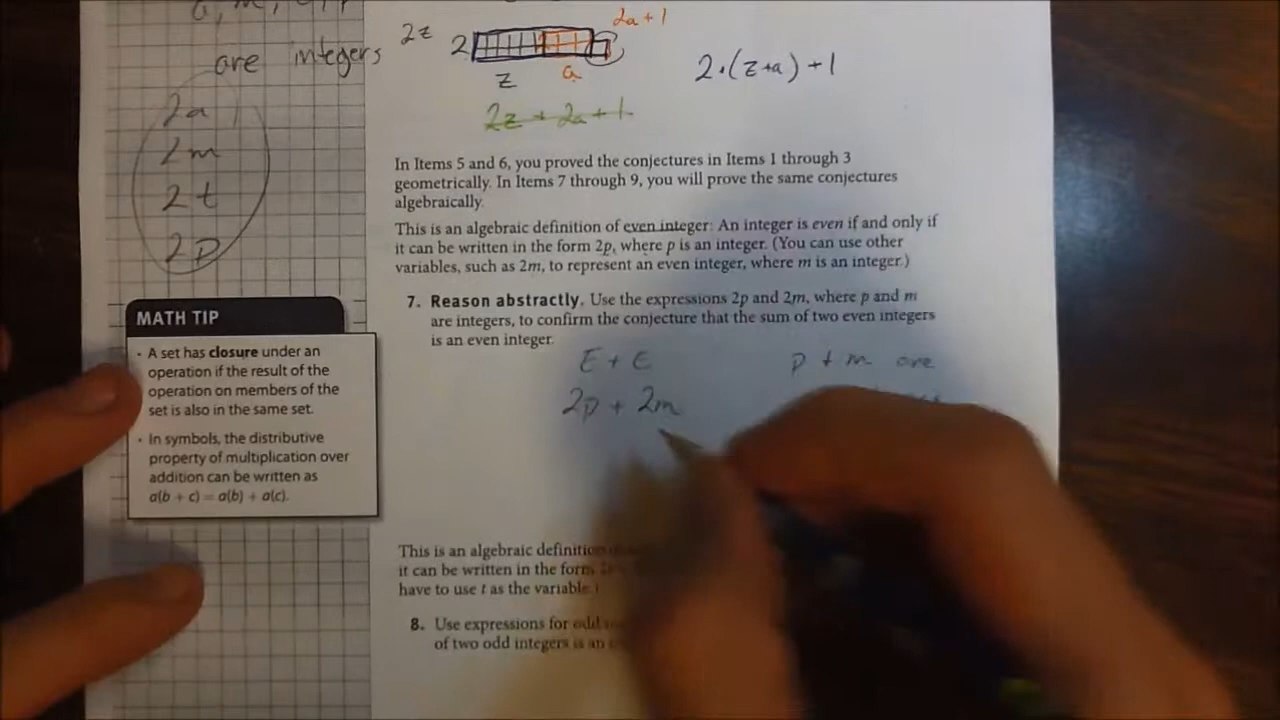 are integers
2a
2m
2t
2p
2z
2
z
a
2a+1
2z + 2a + 1
2·(z+a)+1
In Items 5 and 6, you proved the conjectures in Items 1 through 3
geometrically. In Items 7 through 9, you will prove the same conjectures
algebraically.
This is an algebraic definition of even integer: An integer is even if and only if
it can be written in the form 2p, where p is an integer. (You can use other
variables, such as 2m, to represent an even integer, where m is an integer.)
7. Reason abstractly. Use the expressions 2p and 2m, where p and m
are integers, to confirm the conjecture that the sum of two even integers
is an even integer.
E + E
2p + 2m
p + m are
MATH TIP
• A set has closure under an
operation if the result of the
operation on members of the
set is also in the same set.
• In symbols, the distributive
property of multiplication over
addition can be written as
a(b + c) = a(b) + a(c).
This is an algebraic definition
it can be written in the form
have to use t as the variable.
8. Use expressions for odd
of two odd integers is an